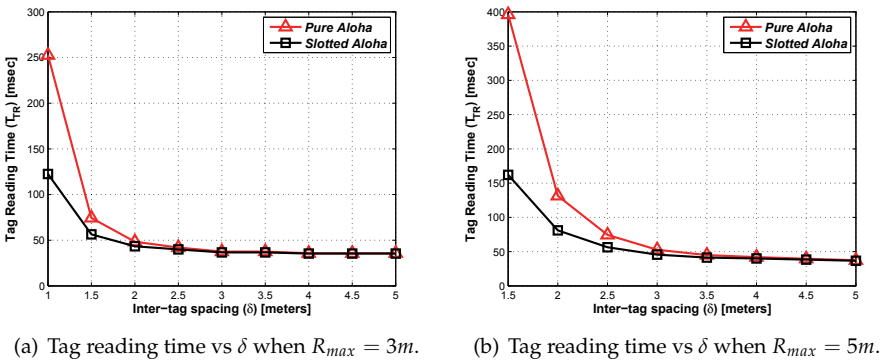 300
250
200
150
100
50
0
1 1.5 2 2.5 3 3.5 4 4.5 5
Tag Reading Time (T_TR) [msec]
Inter−tag spacing (δ) [meters]
Pure Aloha
Slotted Aloha
(a) Tag reading time vs δ when R_max = 3m.
400
350
300
250
200
150
100
50
0
1.5 2 2.5 3 3.5 4 4.5 5
Tag Reading Time (T_TR) [msec]
Inter−tag spacing (δ) [meters]
Pure Aloha
Slotted Aloha
(b) Tag reading time vs δ when R_max = 5m.